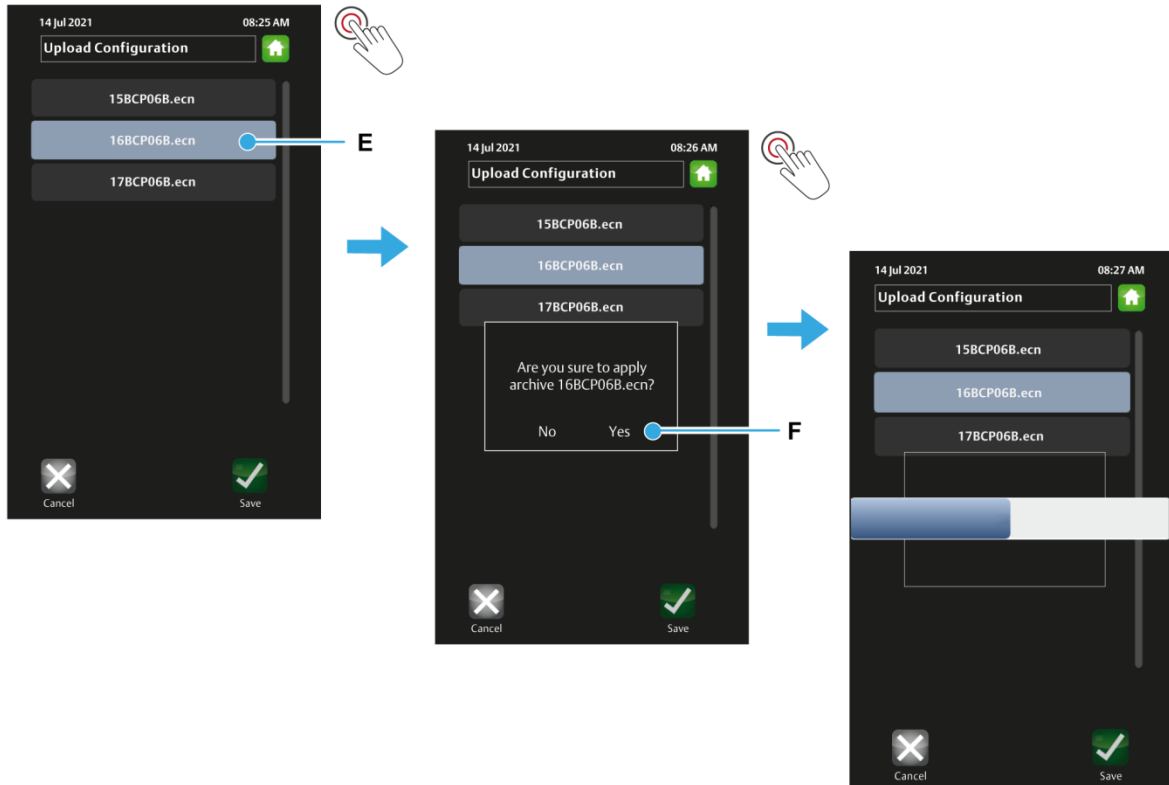 14 Jul 2021 08:25 AM
Upload Configuration
15BCP06B.ecn
16BCP06B.ecn
17BCP06B.ecn
Cancel Save
E
14 Jul 2021 08:26 AM
Upload Configuration
15BCP06B.ecn
16BCP06B.ecn
17BCP06B.ecn
Are you sure to apply
archive 16BCP06B.ecn?
No Yes
Cancel Save
F
14 Jul 2021 08:27 AM
Upload Configuration
15BCP06B.ecn
16BCP06B.ecn
17BCP06B.ecn
Cancel Save